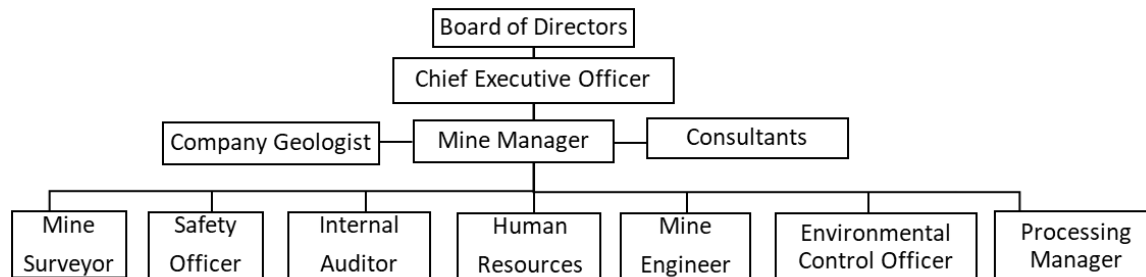 Board of Directors
Chief Executive Officer
Company Geologist
Mine Manager
Consultants
Mine
Surveyor
Safety
Officer
Internal
Auditor
Human
Resources
Mine
Engineer
Environmental
Control Officer
Processing
Manager